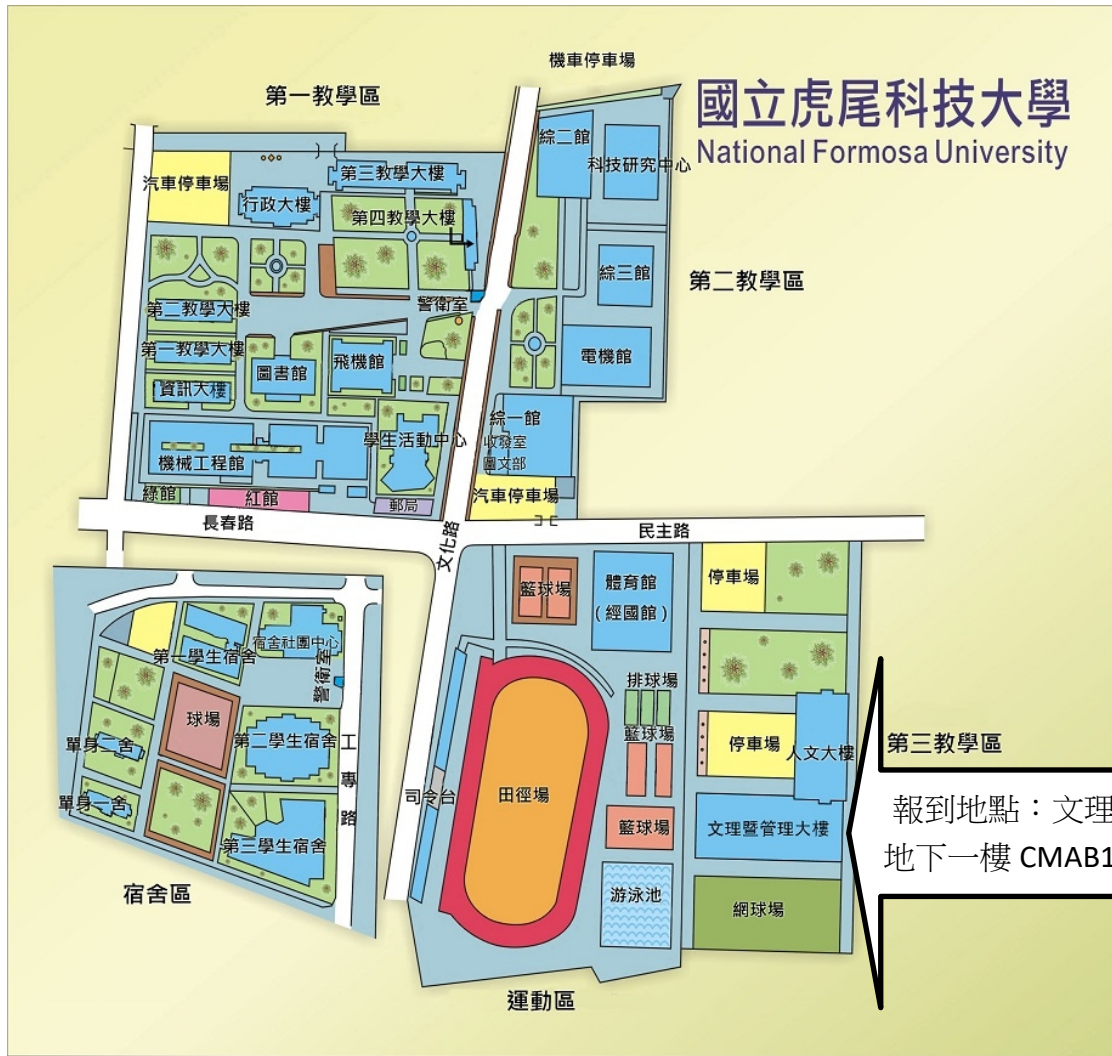 機車停車場
第一教學區
國立虎尾科技大學
National Formosa University
綜二館
科技研究中心
第三教學大樓
汽車停車場
行政大樓
第四教學大樓
綜三館
第二教學區
警衛室
第二教學大樓
第一教學大樓
圖書館
飛機館
電機館
資訊大樓
綜一館
收發室
圖文部
學生活動中心
機械工程館
汽車停車場
綠館
紅館
郵局
長春路
文化路
民主路
籃球場
體育館
(經國館)
停車場
宿舍社團中心
第一學生宿舍
警衛室
排球場
球場
籃球場
單身二舍
第二學生宿舍
工專路
停車場
人文大樓
第三教學區
單身一舍
司令台
田徑場
籃球場
文理暨管理大樓
報到地點：文理
地下一樓 CMAB1
第三學生宿舍
宿舍區
游泳池
網球場
運動區